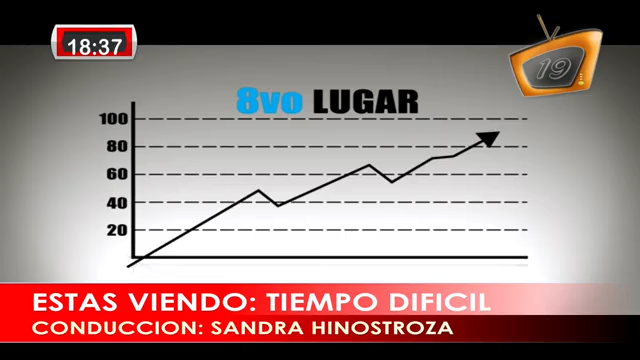 18:37
19
8vo LUGAR
100
80
60
40
20
ESTAS VIENDO: TIEMPO DIFICIL
CONDUCCION: SANDRA HINOSTROZA